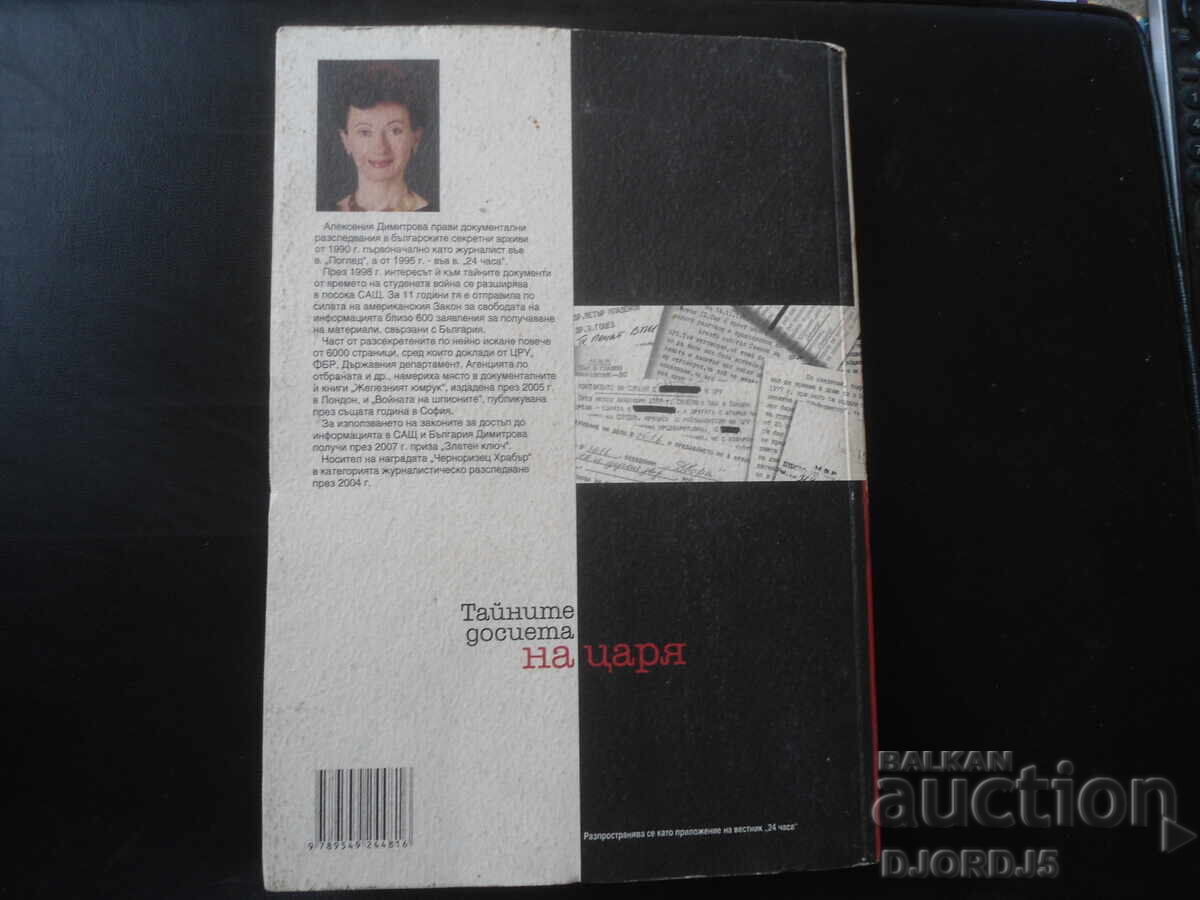 Алексения Димитрова прави документални
разследвания в българските секретни архиви
от 1990 г. първоначално като журналист във
в. „Поглед", а от 1995 г. - във в. „24 часа".
През 1998 г. интересът ѝ към тайните документи
от времето на студената война се разширява
в посока САЩ. За 11 години тя е отправила по
силата на американския Закон за свободата на
информацията близо 600 заявления за получаване
на материали, свързани с България.
Част от разсекретените по нейно искане повече
от 6000 страници, сред които доклади от ЦРУ,
ФБР, Държавния департамент, Агенцията по
отбраната и др., намериха място в документалните
ѝ книги „Железният юмрук", издадена през 2005 г.
в Лондон, и „Войната на шпионите", публикувана
през същата година в София.
За използването на законите за достъп до
информацията в САЩ и България Димитрова
получи през 2007 г. приза „Златен ключ".
Носител на наградата „Черноризец Храбър"
в категорията журналистическо разследване
през 2004 г.
Тайните
досиета
на царя
9 789549 244816
Разпространява се като приложение на вестник „24 часа"
BALKAN
auction
DJORDJ5